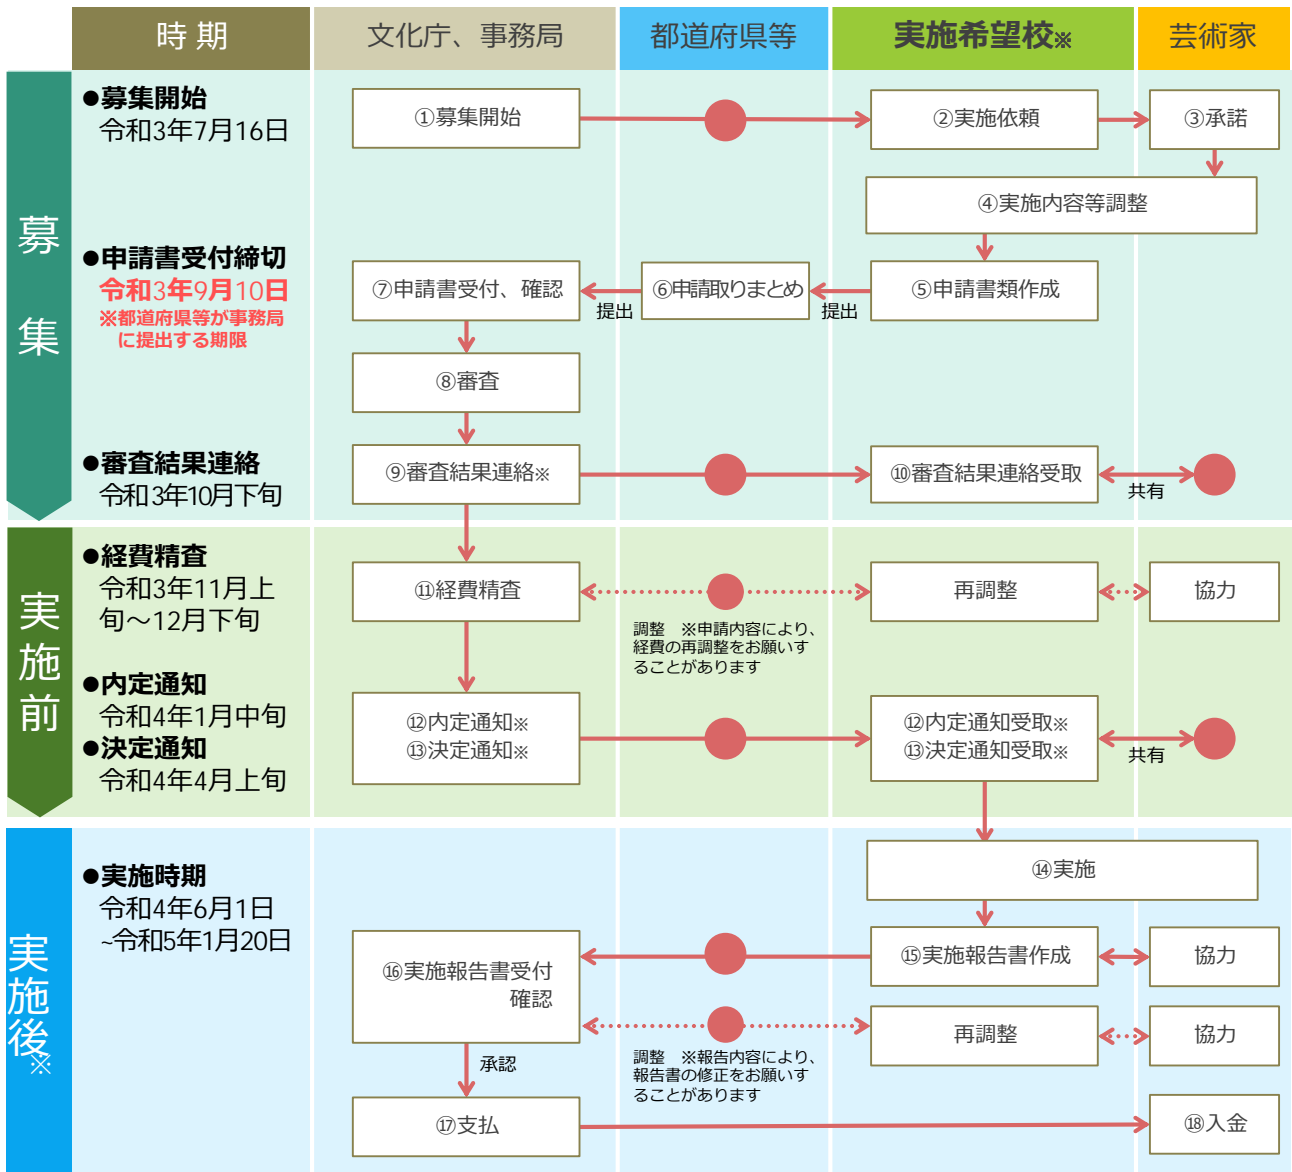 時 期
文化庁、事務局
都道府県等
実施希望校※
芸術家
募集
●募集開始
令和3年7月16日
①募集開始
②実施依頼
③承諾
④実施内容等調整
●申請書受付締切
令和3年9月10日
※都道府県等が事務局
に提出する期限
⑦申請書受付、確認
提出
⑥申請取りまとめ
提出
⑤申請書類作成
⑧審査
●審査結果連絡
令和3年10月下旬
⑨審査結果連絡※
⑩審査結果連絡受取
共有
実施前
●経費精査
令和3年11月上
旬～12月下旬
⑪経費精査
再調整
協力
調整　※申請内容により、
経費の再調整をお願いす
ることがあります
●内定通知
令和4年1月中旬
●決定通知
令和4年4月上旬
⑫内定通知※
⑬決定通知※
⑫内定通知受取※
⑬決定通知受取※
共有
実施後※
●実施時期
令和4年6月1日
~令和5年1月20日
⑭実施
⑮実施報告書作成
協力
⑯実施報告書受付
確認
再調整
協力
調整　※報告内容により、
報告書の修正をお願いす
ることがあります
承認
⑰支払
⑱入金